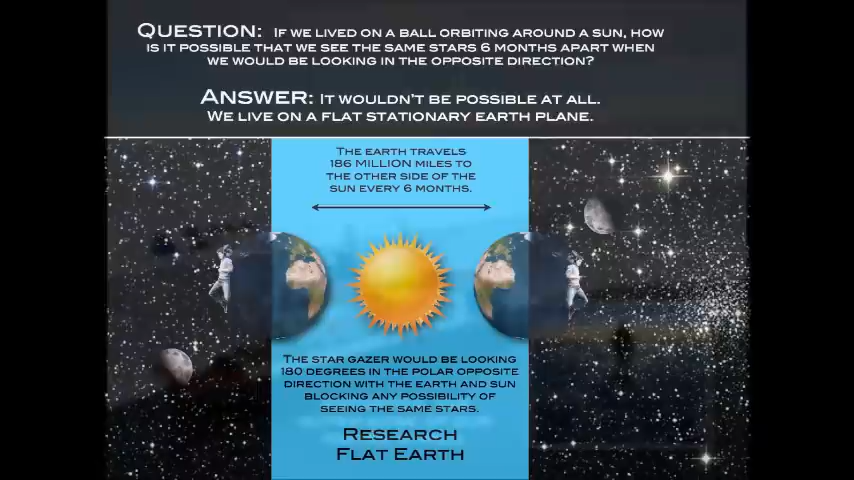 QUESTION: IF WE LIVED ON A BALL ORBITING AROUND A SUN, HOW
IS IT POSSIBLE THAT WE SEE THE SAME STARS 6 MONTHS APART WHEN
WE WOULD BE LOOKING IN THE OPPOSITE DIRECTION?
ANSWER: IT WOULDN'T BE POSSIBLE AT ALL.
WE LIVE ON A FLAT STATIONARY EARTH PLANE.
THE EARTH TRAVELS
186 MILLION MILES TO
THE OTHER SIDE OF THE
SUN EVERY 6 MONTHS.
THE STAR GAZER WOULD BE LOOKING
180 DEGREES IN THE POLAR OPPOSITE
DIRECTION WITH THE EARTH AND SUN
BLOCKING ANY POSSIBILITY OF
SEEING THE SAME STARS.
RESEARCH
FLAT EARTH